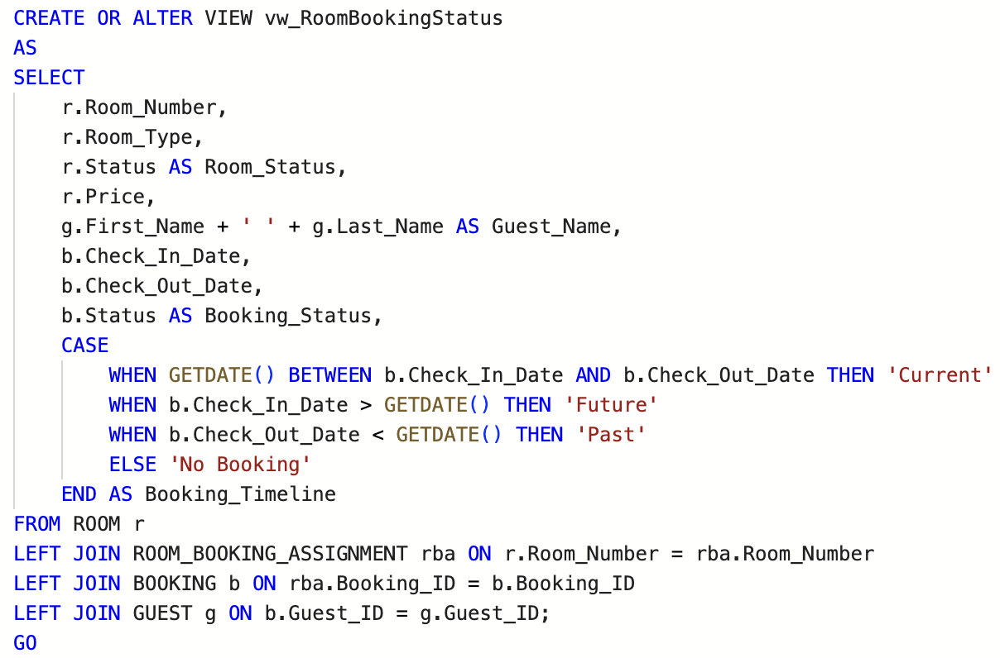 CREATE OR ALTER VIEW vw_RoomBookingStatus
AS
SELECT
    r.Room_Number,
    r.Room_Type,
    r.Status AS Room_Status,
    r.Price,
    g.First_Name + ' ' + g.Last_Name AS Guest_Name,
    b.Check_In_Date,
    b.Check_Out_Date,
    b.Status AS Booking_Status,
    CASE
        WHEN GETDATE() BETWEEN b.Check_In_Date AND b.Check_Out_Date THEN 'Current'
        WHEN b.Check_In_Date > GETDATE() THEN 'Future'
        WHEN b.Check_Out_Date < GETDATE() THEN 'Past'
        ELSE 'No Booking'
    END AS Booking_Timeline
FROM ROOM r
LEFT JOIN ROOM_BOOKING_ASSIGNMENT rba ON r.Room_Number = rba.Room_Number
LEFT JOIN BOOKING b ON rba.Booking_ID = b.Booking_ID
LEFT JOIN GUEST g ON b.Guest_ID = g.Guest_ID;
GO